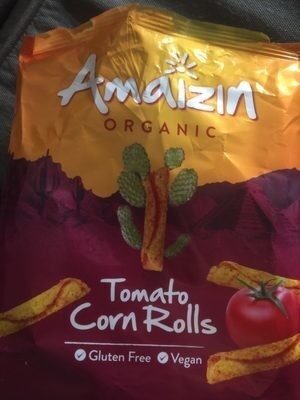 Amaizin
ORGANIC
Tomato
Corn Rolls
Gluten Free Vegan